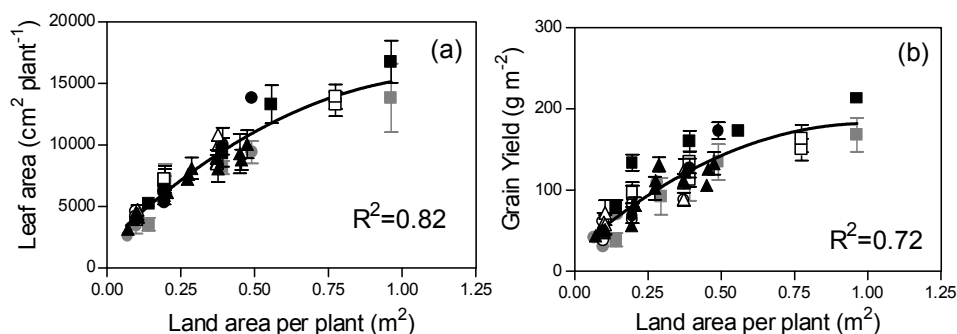 (a)
Leaf area (cm² plant⁻¹)
20000
15000
10000
5000
0
R²=0.82
0.00 0.25 0.50 0.75 1.00 1.25
Land area per plant (m²)
(b)
Grain Yield (g m⁻²)
300
200
100
0
R²=0.72
0.00 0.25 0.50 0.75 1.00 1.25
Land area per plant (m²)